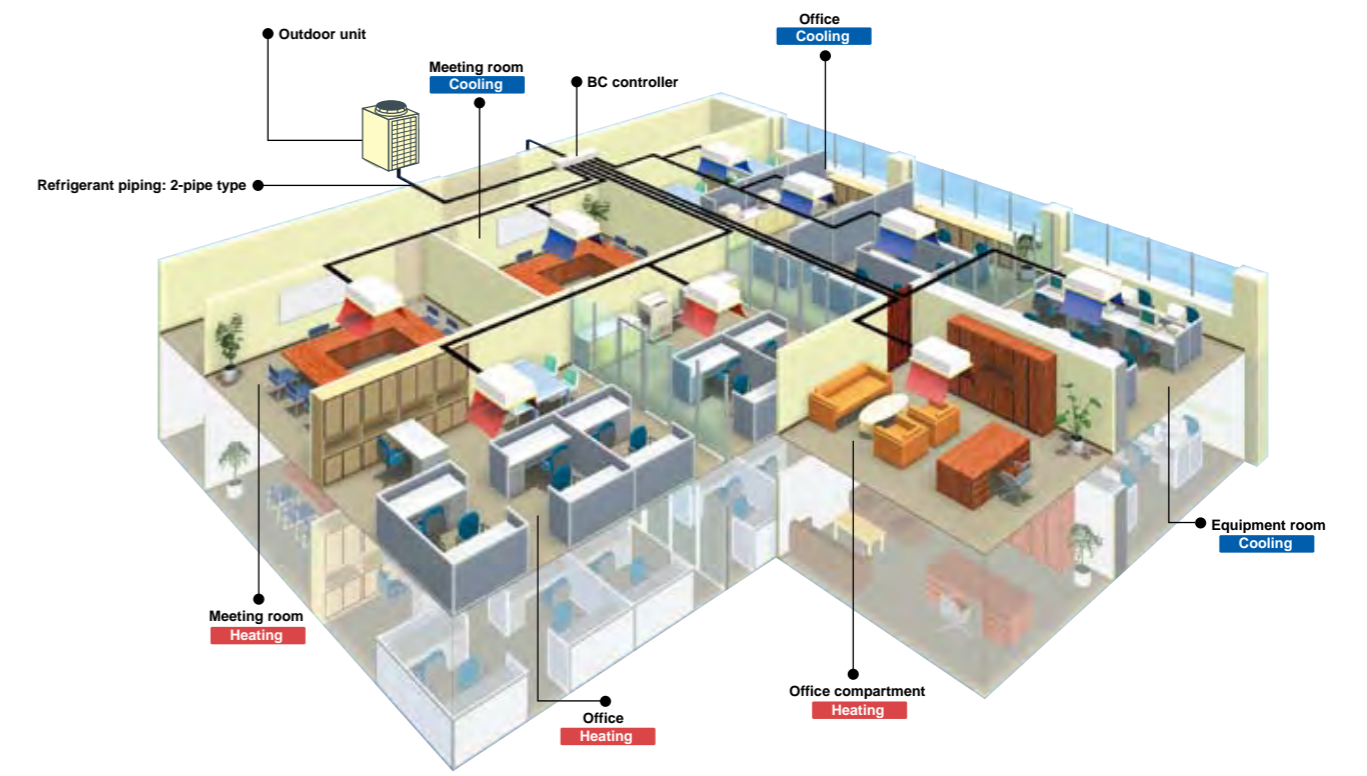 Office
Cooling
Outdoor unit
Meeting room
Cooling
BC controller
Refrigerant piping: 2-pipe type
Equipment room
Cooling
Meeting room
Heating
Office compartment
Heating
Office
Heating